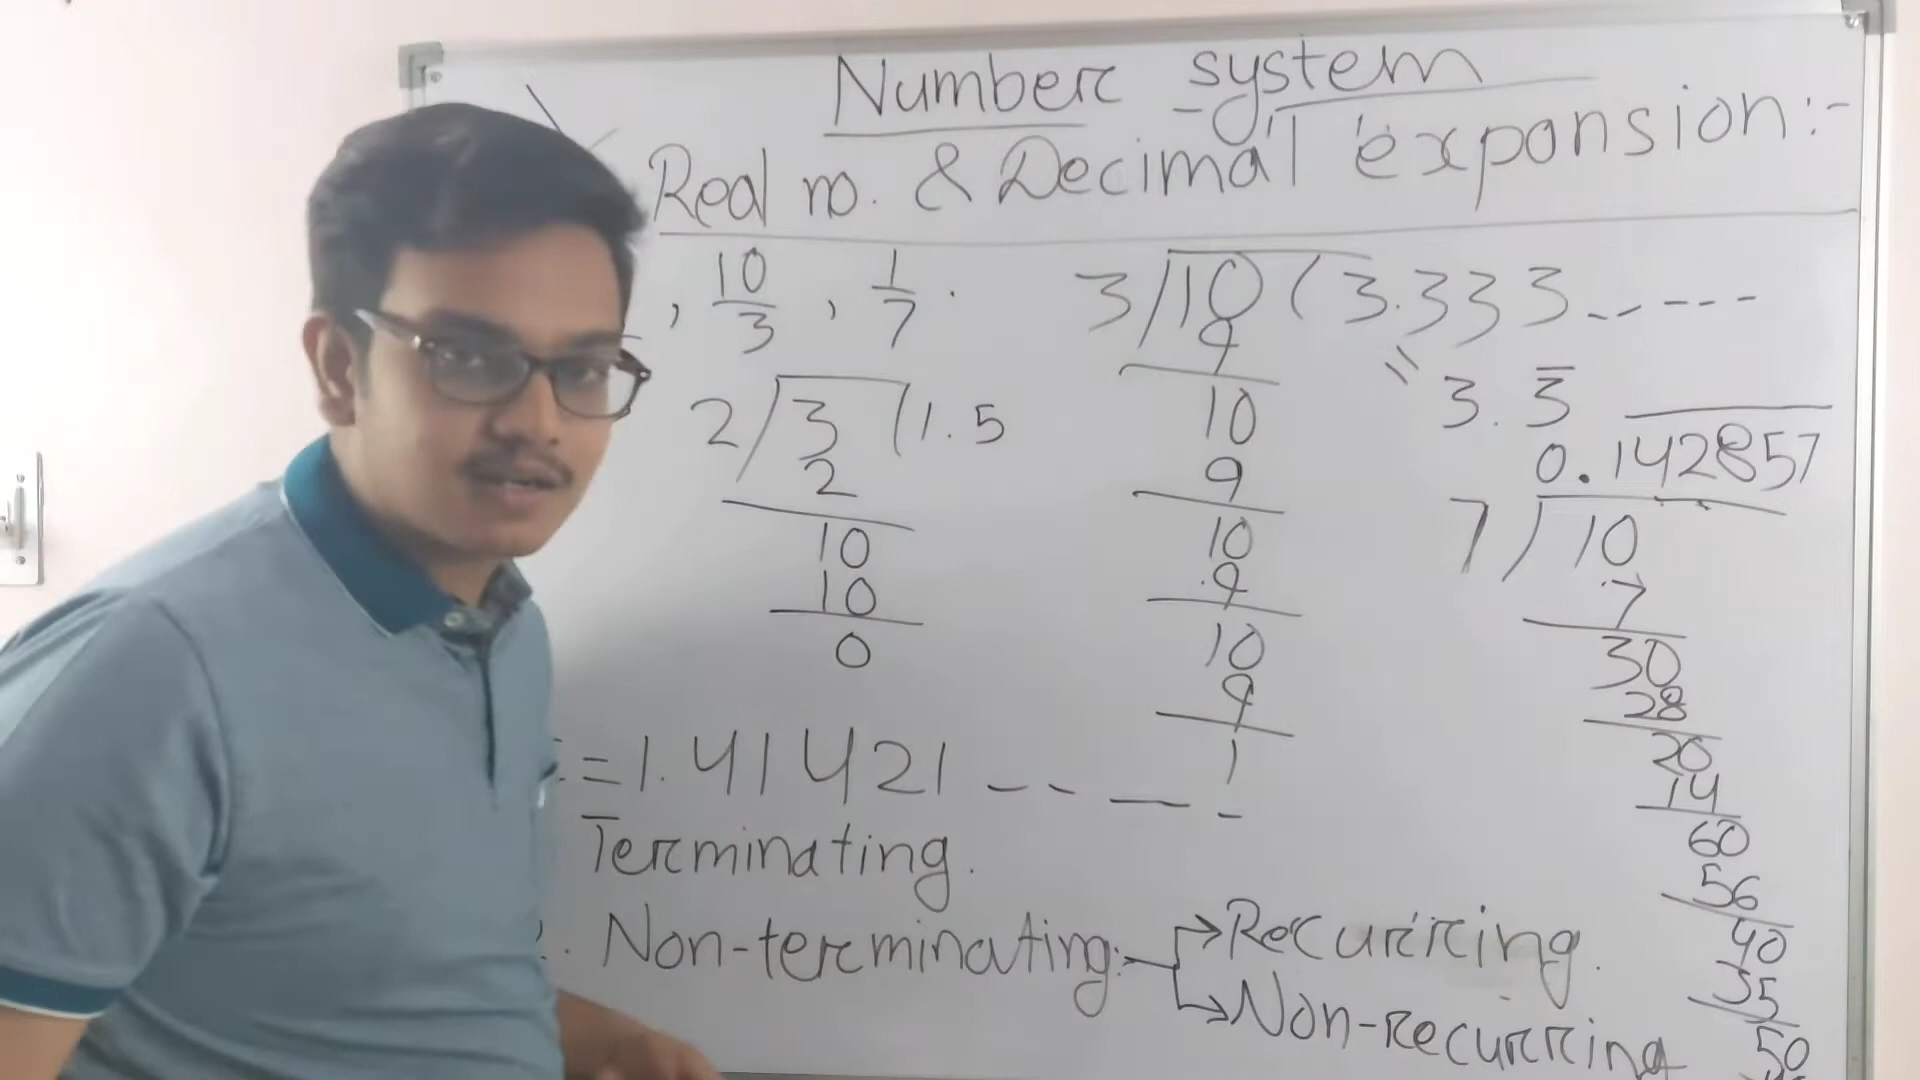 Number system
Real no. & Decimal expansion:-
, 10/3 , 1/7 .
2 / 3 ( 1.5
2
10
10
0
3 / 10 ( 3.333 -----
9
10
9
10
9
10
9
1
" 3.3̅
0.142857
7 ) 10
7
30
28
20
14
60
56
40
35
50
= 1.41421 -----
Terminating.
. Non-terminating:- → Recurring.
→ Non-recurring